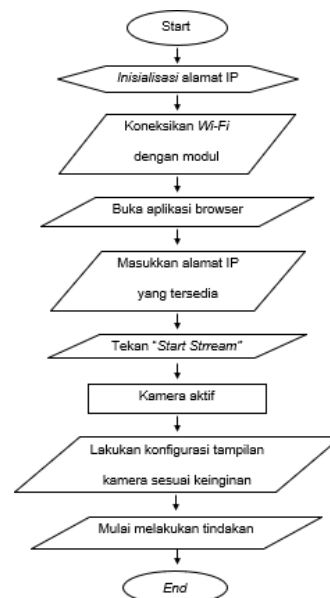 Start
Inisialisasi alamat IP
Koneksikan Wi-Fi
dengan modul
Buka aplikasi browser
Masukkan alamat IP
yang tersedia
Tekan "Start Strream"
Kamera aktif
Lakukan konfigurasi tampilan
kamera sesuai keinginan
Mulai melakukan tindakan
End